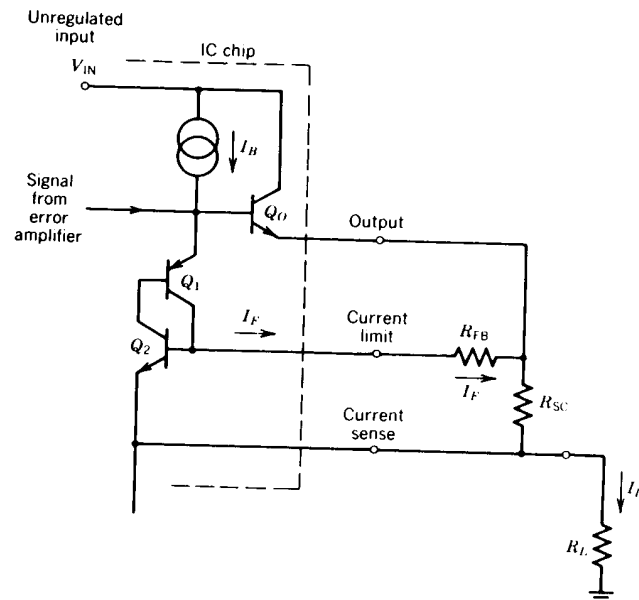 Unregulated
input
V_IN
IC chip
I_B
Signal
from
error
amplifier
Q_O
Output
Q_1
I_F
Current
limit
R_FB
Q_2
I_F
R_SC
Current
sense
I_l
R_L